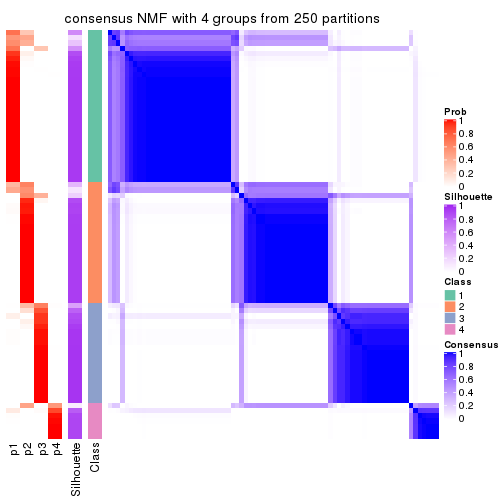 consensus NMF with 4 groups from 250 partitions
Prob
1
0.8
0.6
0.4
0.2
0
Silhouette
1
0.8
0.6
0.4
0.2
0
Class
1
2
3
4
Consensus
1
0.8
0.6
0.4
0.2
0
p1
p2
p3
p4
Silhouette
Class